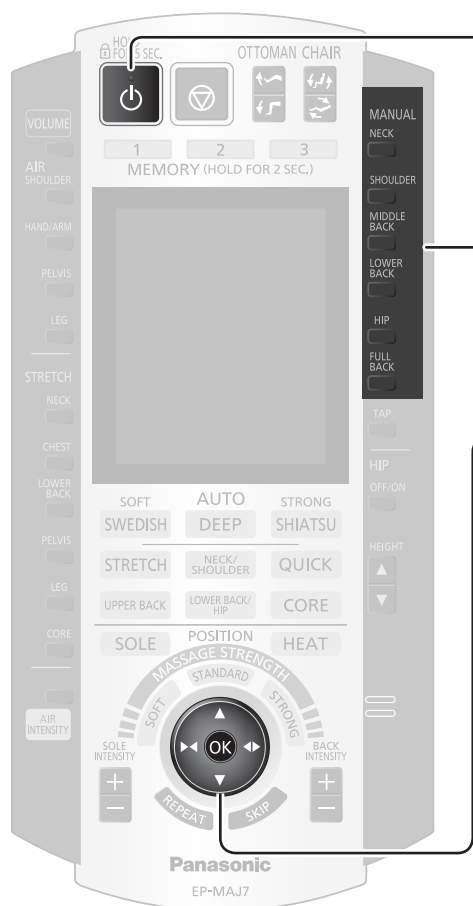 HOLD
FOR 5 SEC.
OTTOMAN CHAIR
1 2 3
MEMORY (HOLD FOR 2 SEC.)
VOLUME
AIR
SHOULDER
HAND/ARM
PELVIS
LEG
STRETCH
NECK
CHEST
LOWER
BACK
PELVIS
LEG
CORE
AIR
INTENSITY
MANUAL
NECK
SHOULDER
MIDDLE
BACK
LOWER
BACK
HIP
FULL
BACK
TAP
HIP
OFF/ON
HEIGHT
SOFT AUTO STRONG
SWEDISH DEEP SHIATSU
STRETCH NECK/
SHOULDER QUICK
UPPER BACK LOWER BACK/
HIP CORE
SOLE POSITION HEAT
MASSAGE STRENGTH
SOFT STANDARD STRONG
OK
SOLE
INTENSITY
+
−
BACK
INTENSITY
+
−
REPEAT SKIP
Panasonic
EP-MAJ7